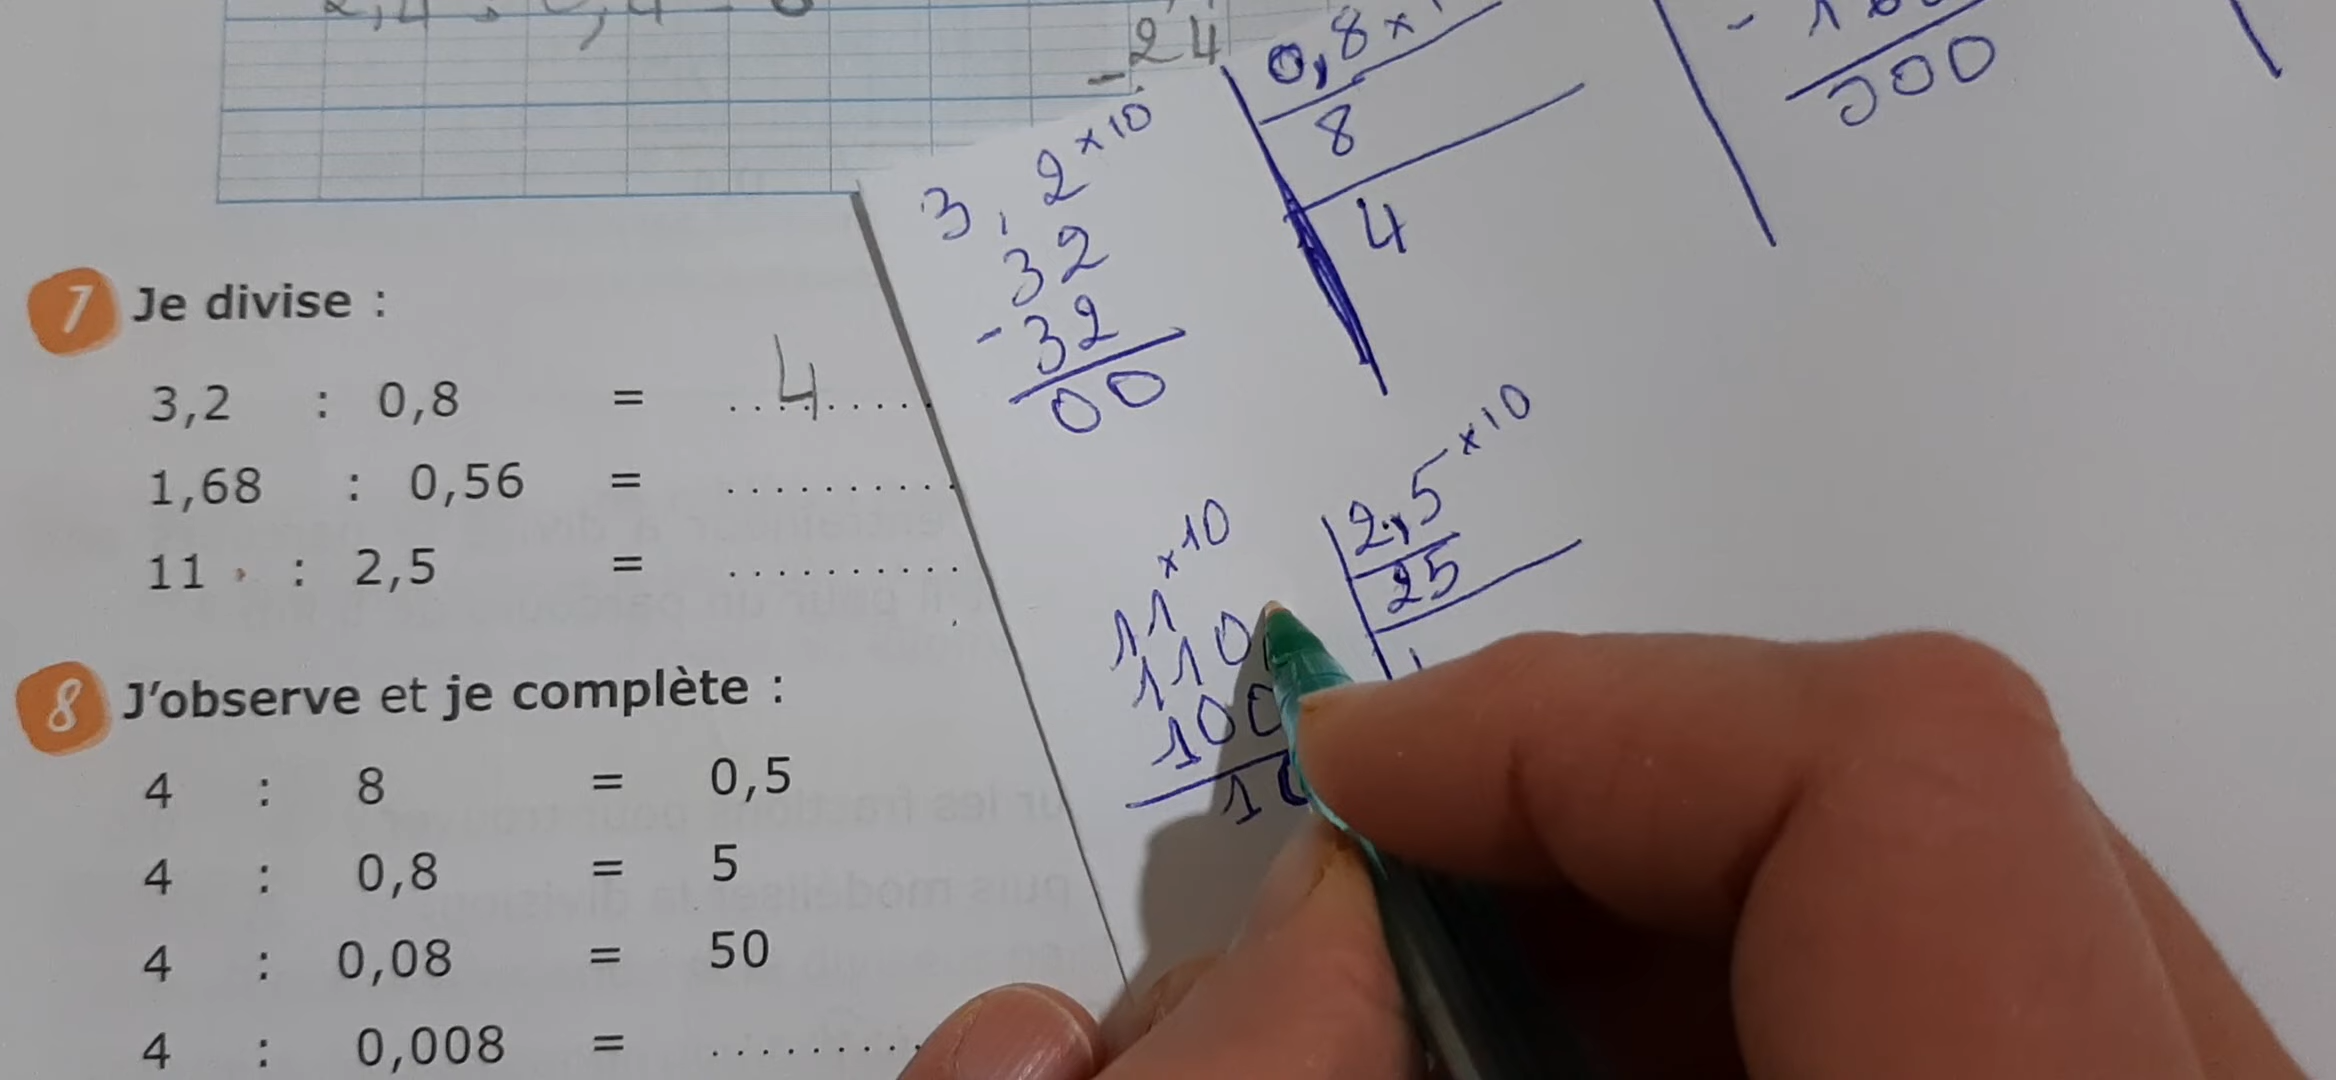 - 24
7 Je divise :
3,2 : 0,8 = 4
1,68 : 0,56 = ..........
11 : 2,5 = ..........
8 J'observe et je complète :
4 : 8 = 0,5
4 : 0,8 = 5
4 : 0,08 = 50
4 : 0,008 = .........
3,2 ×10
32
- 32
00
0,8 ×
8
4
000
11 ×10
110,
100
10
2,5 ×10
25